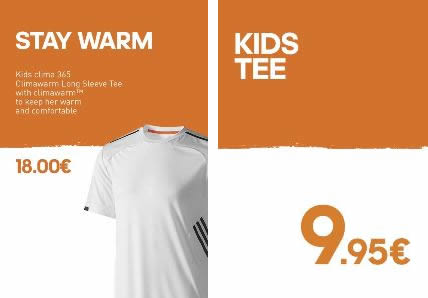 STAY WARM
Kids clima 365
Climawarm Long Sleeve Tee
with climawarm™
to keep her warm
and comfortable
18.00€
KIDS
TEE
9.95€